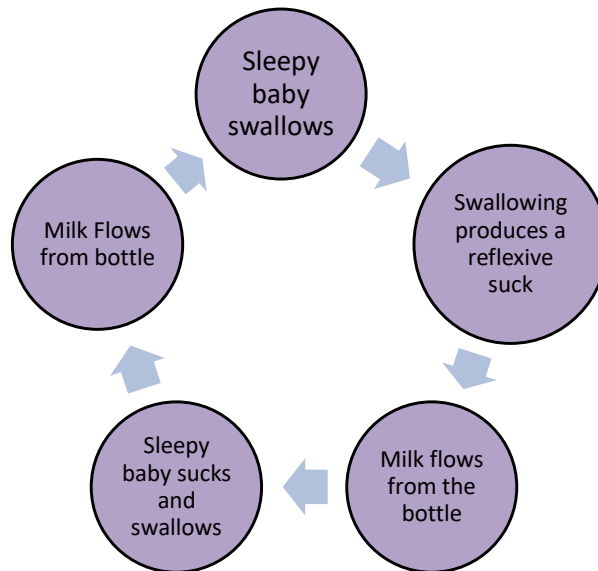 Sleepy
baby
swallows
Swallowing
produces a
reflexive
suck
Milk flows
from the
bottle
Sleepy
baby sucks
and
swallows
Milk Flows
from bottle